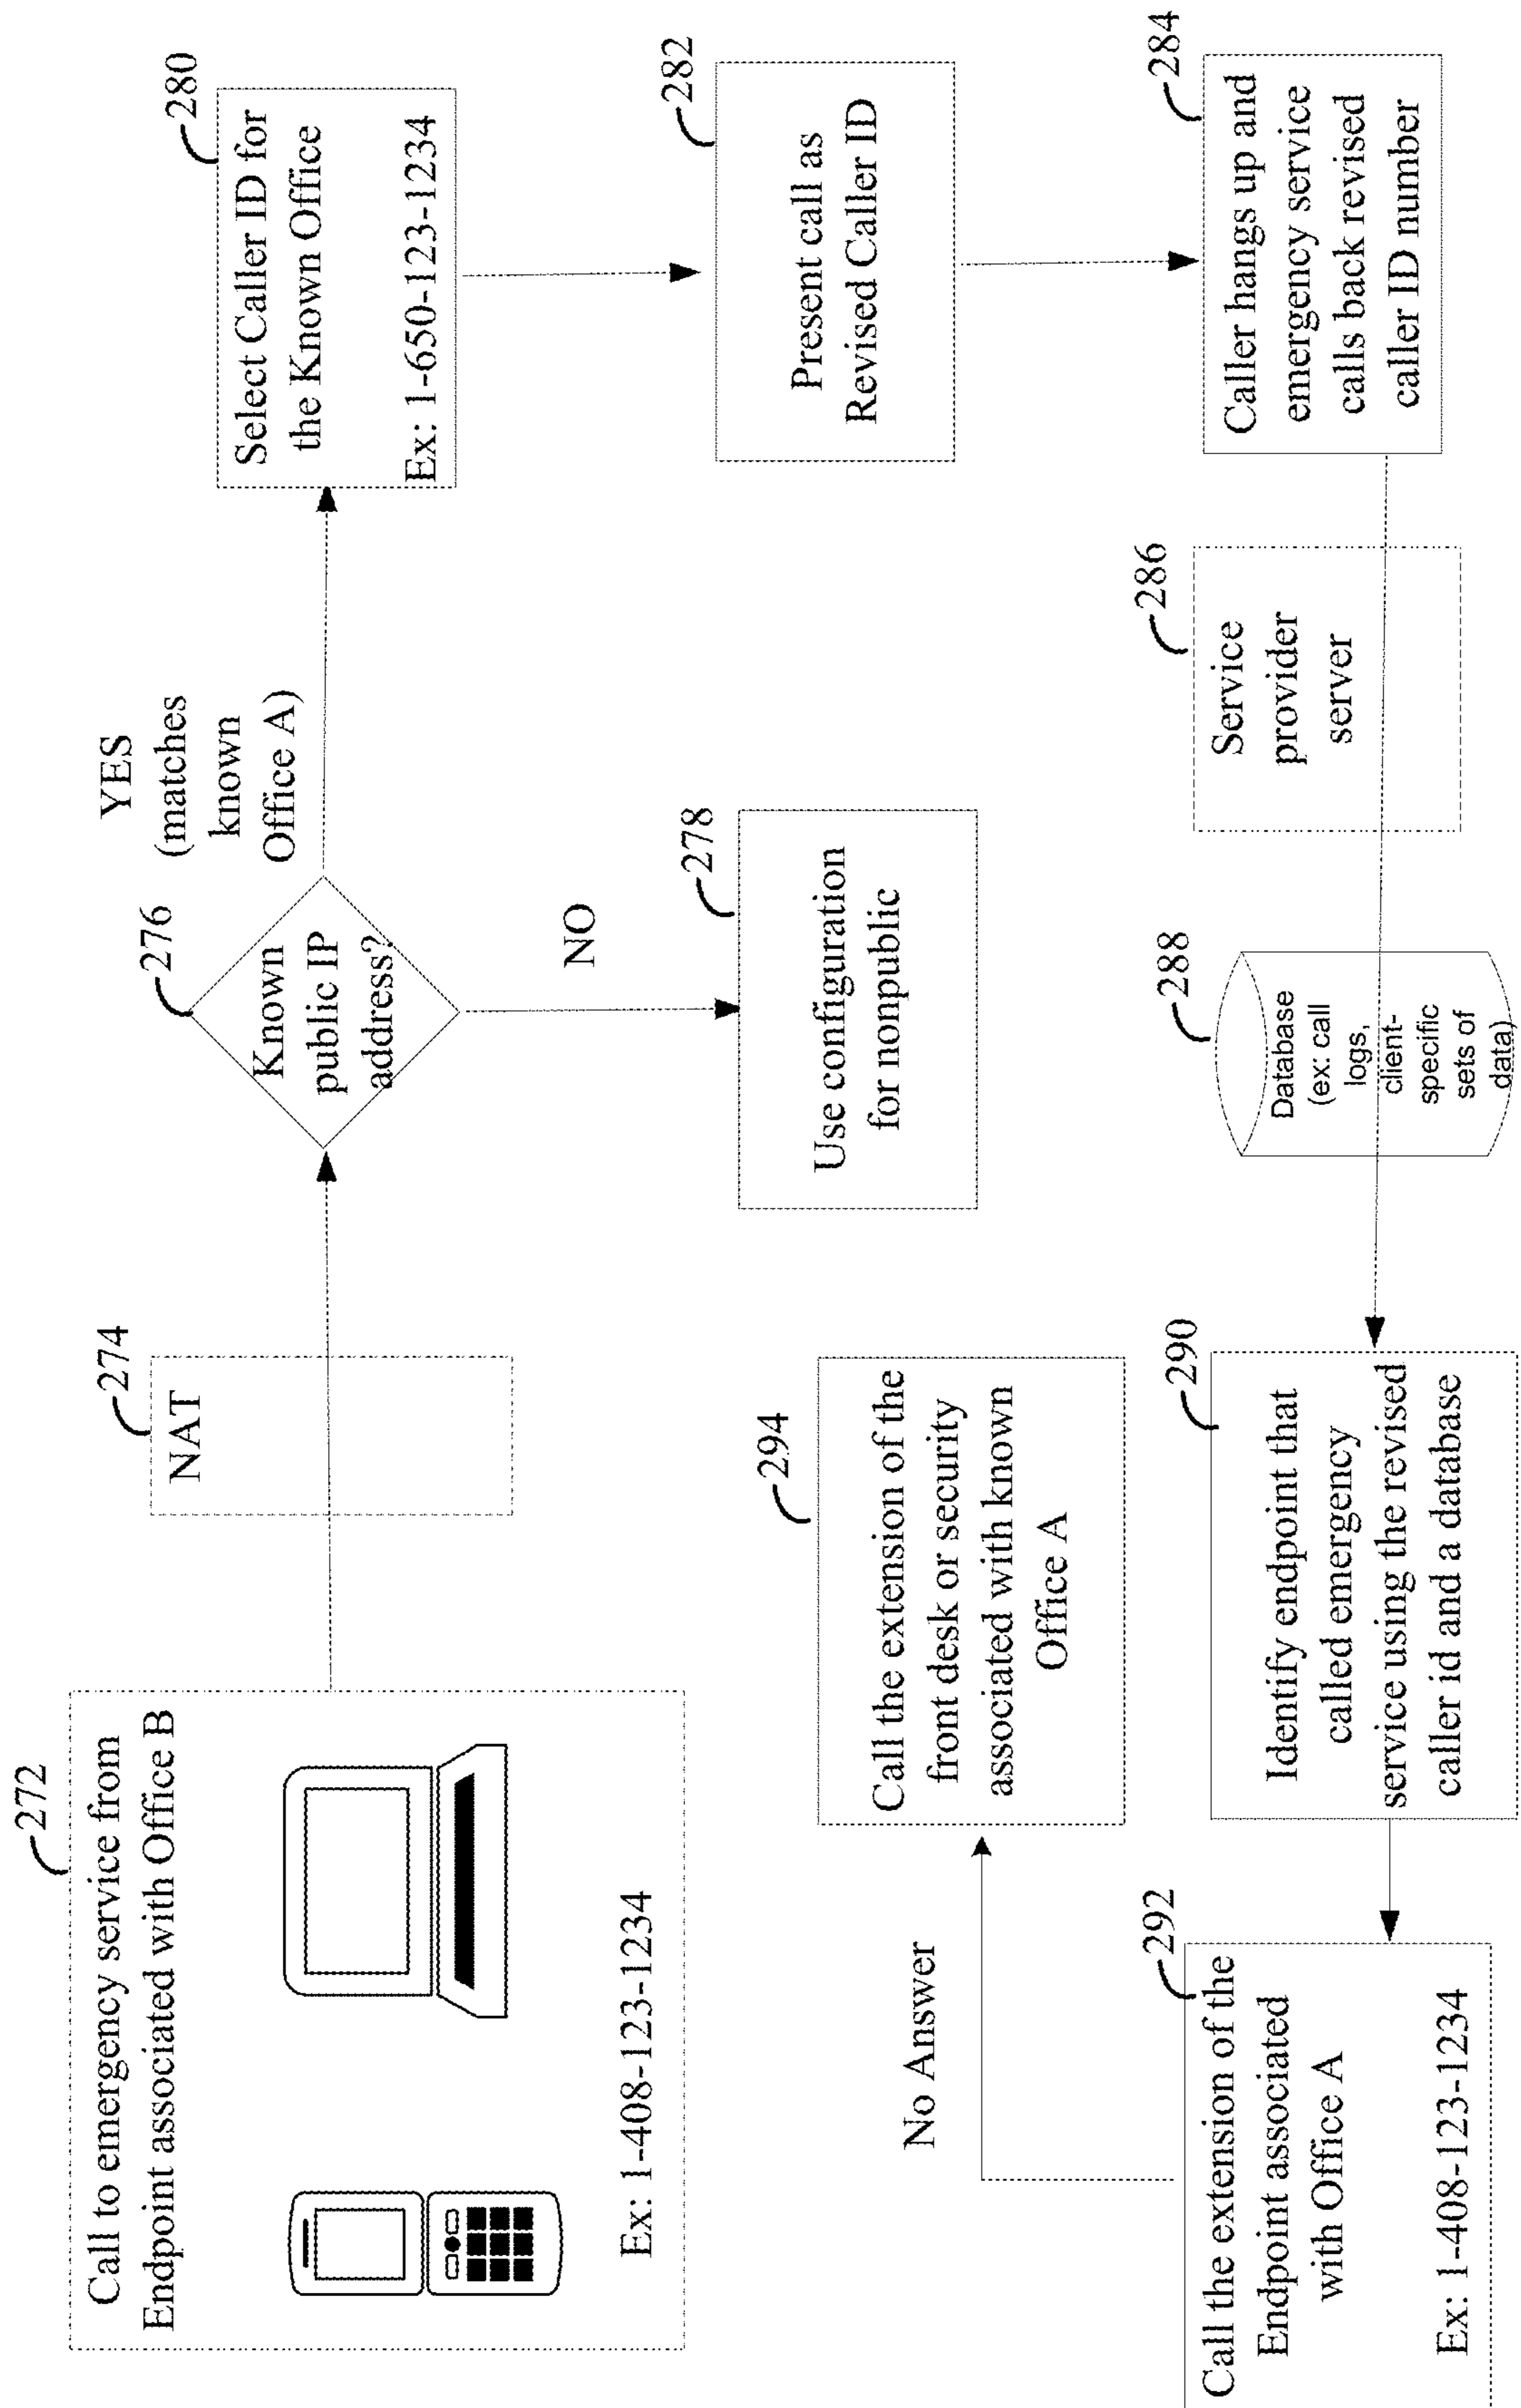 272
Call to emergency service from
Endpoint associated with Office B
Ex: 1-408-123-1234
274
NAT
276
Known
public IP
address?
YES
(matches
known
Office A)
NO
278
Use configuration
for nonpublic
280
Select Caller ID for
the Known Office
Ex: 1-650-123-1234
282
Present call as
Revised Caller ID
284
Caller hangs up and
emergency service
calls back revised
caller ID number
286
Service
provider
server
288
Database
(ex: call
logs,
client-
specific
sets of
data)
290
Identify endpoint that
called emergency
service using the revised
caller id and a database
292
Call the extension of the
Endpoint associated
with Office A
Ex: 1-408-123-1234
No Answer
294
Call the extension of the
front desk or security
associated with known
Office A